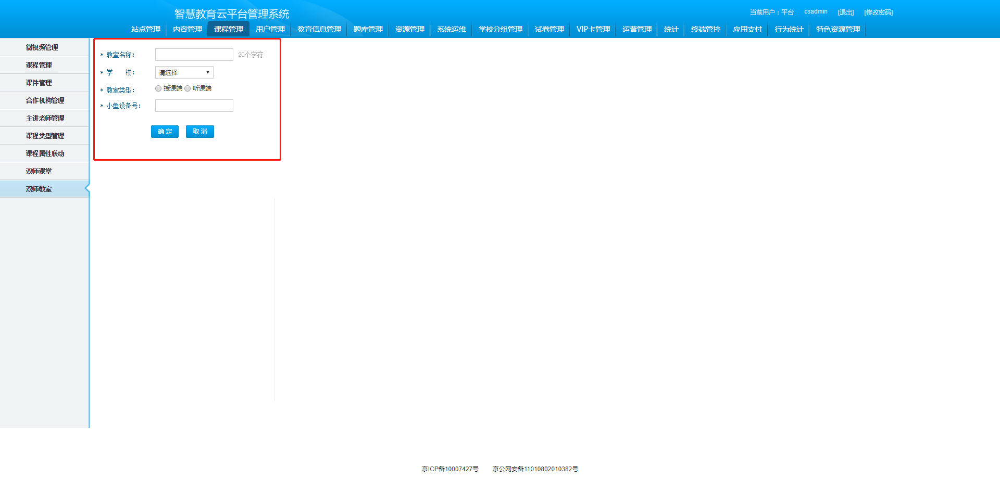 智慧教育云平台管理系统
当前用户：平台 csadmin [退出] [修改密码]
站点管理 内容管理 课程管理 用户管理 教育信息管理 题库管理 资源管理 系统运维 学校分组管理 试卷管理 VIP卡管理 运营管理 统计 终端管控 应用支付 行为统计 特色资源管理
微视频管理
课程管理
课件管理
合作机构管理
主讲老师管理
课程类型管理
课程属性联动
双师课堂
双师教室
* 教室名称： 20个字符
* 学 校： 请选择
* 教室类型： 授课端 听课端
* 小鱼设备号：
确 定 取 消
京ICP备10007427号 京公网安备11010802010382号